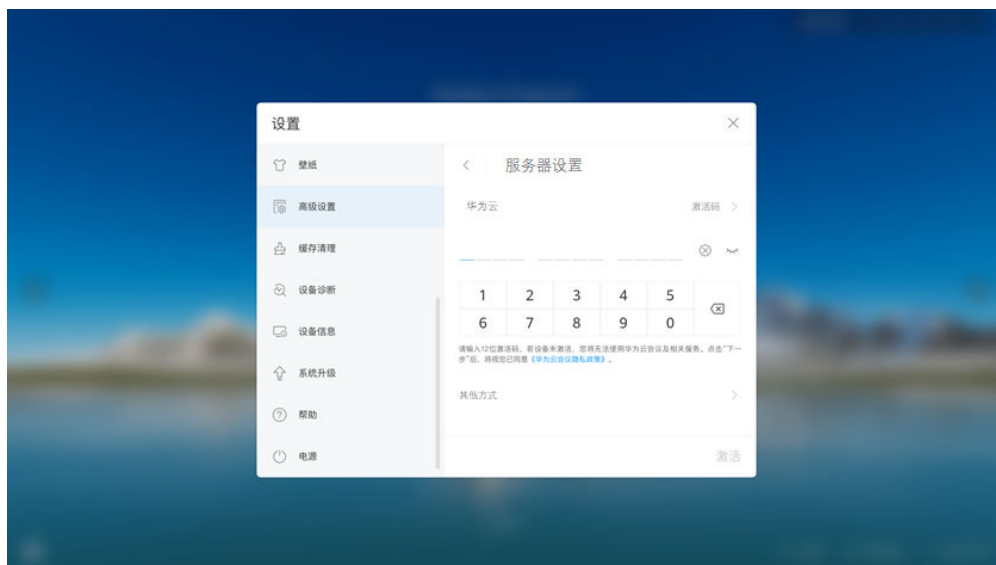 设置
壁纸
高级设置
缓存清理
设备诊断
设备信息
系统升级
帮助
电源
服务器设置
华为云 激活码
1 2 3 4 5
6 7 8 9 0
请输入12位激活码，若设备未激活，您将无法使用华为云会议及相关服务。点击“下一
步”后，将视您已同意《华为云会议隐私政策》。
其他方式
激活